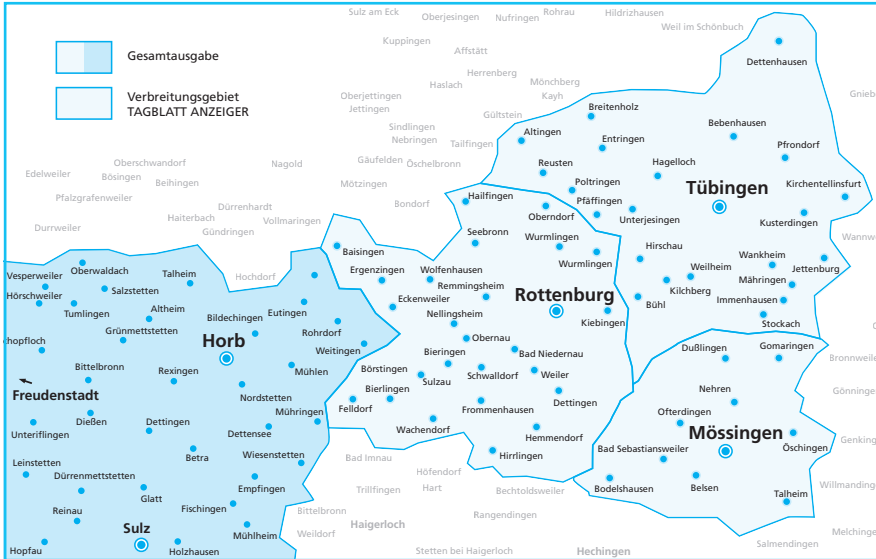 Gesamtausgabe
Verbreitungsgebiet
TAGBLATT ANZEIGER
Sulz am Eck
Oberjesingen
Nufringen
Rohrau
Hildrizhausen
Weil im Schönbuch
Kuppingen
Affstätt
Dettenhausen
Herrenberg
Haslach
Mönchberg
Kayh
Oberjettingen
Jettingen
Gültstein
Breitenholz
Sindlingen
Nebringen
Tailfingen
Altingen
Entringen
Bebenhausen
Pfrondorf
Oberschwandorf
Nagold
Gäufelden
Öschelbronn
Edelweiler
Bösingen
Beihingen
Mötzingen
Reusten
Hagelloch
Poltringen
Tübingen
Kirchentellinsfurt
Pfalzgrafenweiler
Dürrenhardt
Bondorf
Hailfingen
Pfäffingen
Haiterbach
Vollmaringen
Oberndorf
Unterjesingen
Kusterdingen
Durrweiler
Gündringen
Seebronn
Wurmlingen
Hirschau
Baisingen
Wurmlingen
Wankheim
Jettenburg
Oberwaldach
Talheim
Hochdorf
Ergenzingen
Wolfenhausen
Weilheim
Mähringen
Vesperweiler
Salzstetten
Remmingsheim
Kilchberg
Hörschweiler
Eckenweiler
Rottenburg
Bühl
Immenhausen
Tumlingen
Altheim
Bildechingen
Eutingen
Nellingsheim
Kiebingen
Stockach
Grünmettstetten
Rohrdorf
Obernau
Horb
Weitingen
Bieringen
Bad Niedernau
Dußlingen
Gomaringen
Bittelbronn
Rexingen
Mühlen
Börstingen
Sulzau
Schwalldorf
Weiler
Bronnweiler
Freudenstadt
Nordstetten
Bierlingen
Nehren
Gönningen
Felldorf
Frommenhausen
Dettingen
Ofterdingen
Mühringen
Unteriflingen
Dießen
Dettingen
Dettensee
Wachendorf
Hemmendorf
Mössingen
Öschingen
Betra
Wiesenstetten
Bad Imnau
Hirrlingen
Bad Sebastiansweiler
Leinstetten
Dürrenmettstetten
Höfendorf
Empfingen
Trillfingen
Hart
Bechtoldsweiler
Bodelshausen
Belsen
Talheim
Glatt
Fischingen
Bittelbronn
Rangendingen
Reinau
Sulz
Mühlheim
Weildorf
Haigerloch
Salmendingen
Hopfau
Holzhausen
Stetten bei Haigerloch
Hechingen